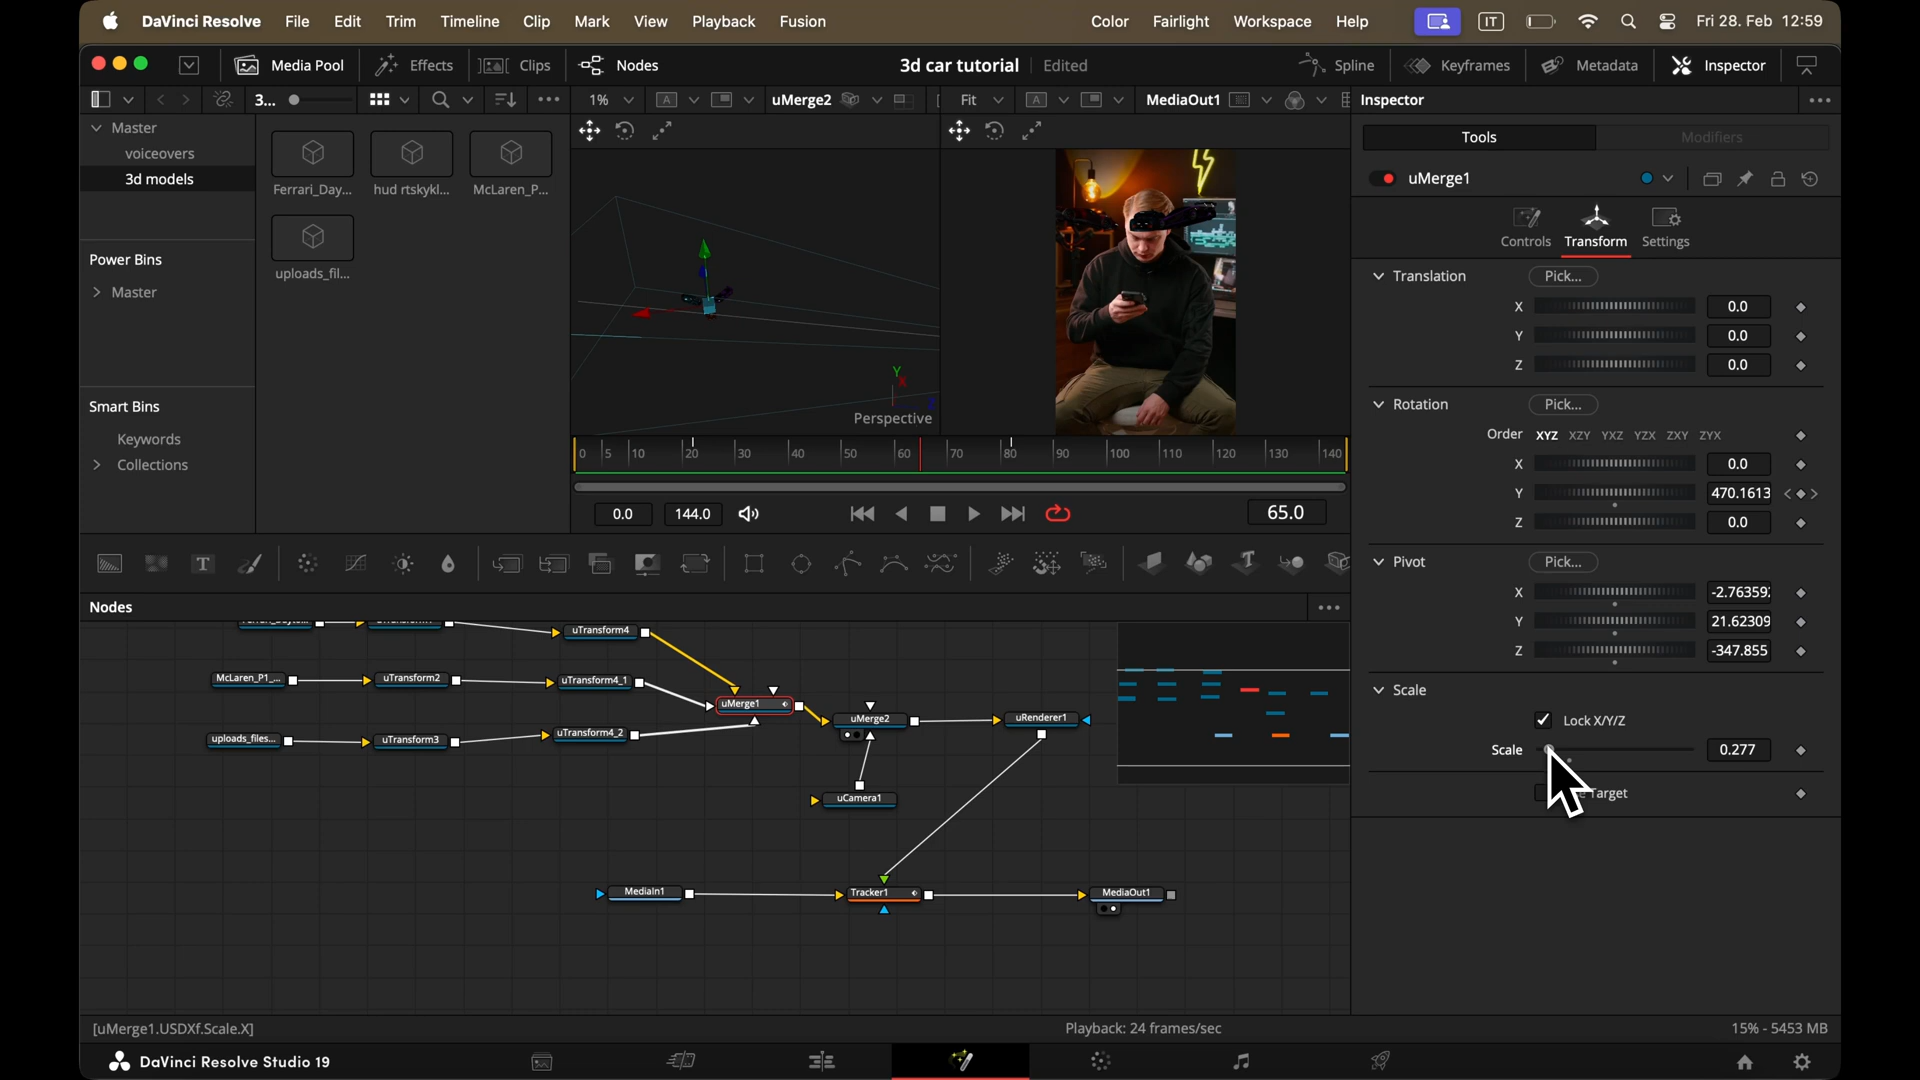 DaVinci Resolve File Edit Trim Timeline Clip Mark View Playback Fusion Color Fairlight Workspace Help IT Fri 28. Feb 12:59
Media Pool Effects Clips Nodes 3d car tutorial Edited Spline Keyframes Metadata Inspector
3... 1% A uMerge2 Fit A MediaOut1 Inspector
Master
voiceovers
3d models
Ferrari_Day...
hud rtskykl...
McLaren_P...
uploads_fil...
Power Bins
Master
Smart Bins
Keywords
Collections
Y
X
Z
Perspective
0 5 10 20 30 40 50 60 70 80 90 100 110 120 130 140
0.0 144.0 65.0
Tools Modifiers
uMerge1
Controls Transform Settings
Translation Pick...
X 0.0
Y 0.0
Z 0.0
Rotation Pick...
Order XYZ XZY YXZ YZX ZXY ZYX
X 0.0
Y 470.1613
Z 0.0
Pivot Pick...
X -2.76359
Y 21.62309
Z -347.855
Scale
Lock X/Y/Z
Scale 0.277
Target
T
T
Nodes
uTransform4
McLaren_P1_...
uTransform2
uTransform4_1
uMerge1
uMerge2
uRenderer1
uploads_files...
uTransform3
uTransform4_2
uCamera1
MediaIn1
Tracker1
MediaOut1
[uMerge1.USDXf.Scale.X] Playback: 24 frames/sec 15% - 5453 MB
DaVinci Resolve Studio 19